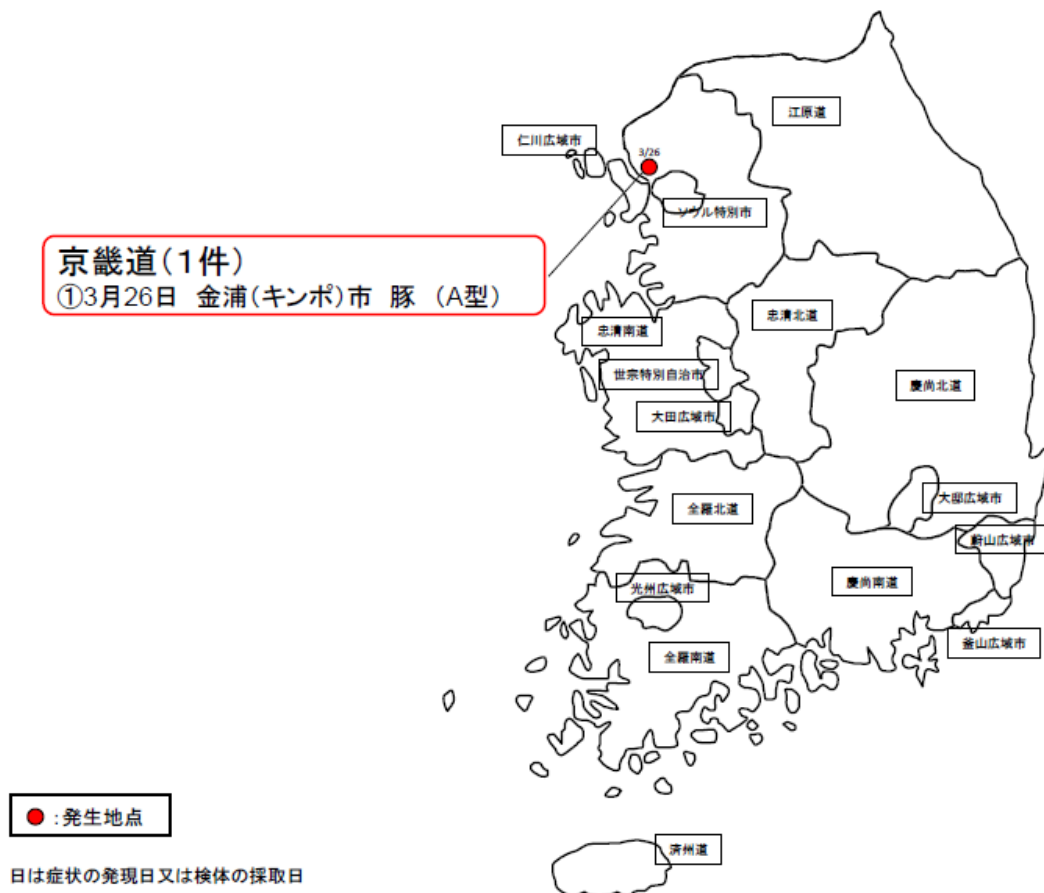 江原道
仁川広域市
3/26
ソウル特別市
京畿道(1件)
①3月26日 金浦(キンポ)市 豚 (A型)
忠清南道
忠清北道
世宗特別自治市
慶尚北道
大田広域市
大邸広域市
全羅北道
蔚山広域市
慶尚南道
光州広域市
釜山広域市
全羅南道
:発生地点
済州道
日は症状の発現日又は検体の採取日